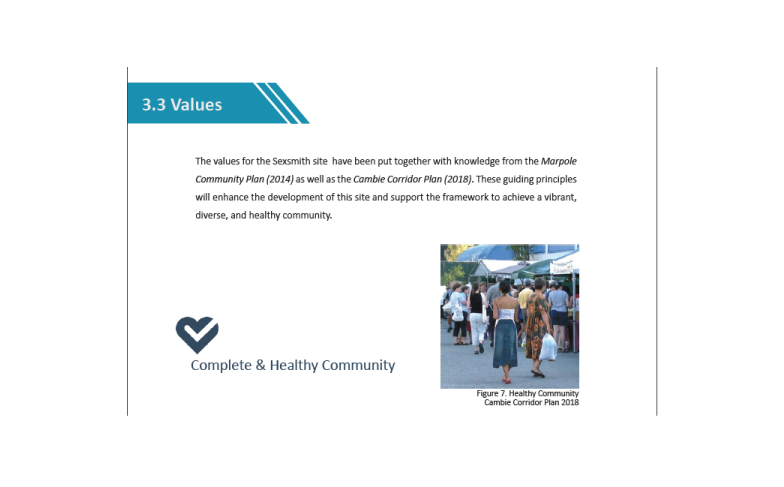 3.3 Values
The values for the Sexsmith site have been put together with knowledge from the Marpole
Community Plan (2014) as well as the Cambie Corridor Plan (2018). These guiding principles
will enhance the development of this site and support the framework to achieve a vibrant,
diverse, and healthy community.
Complete & Healthy Community
Figure 7. Healthy Community
Cambie Corridor Plan 2018